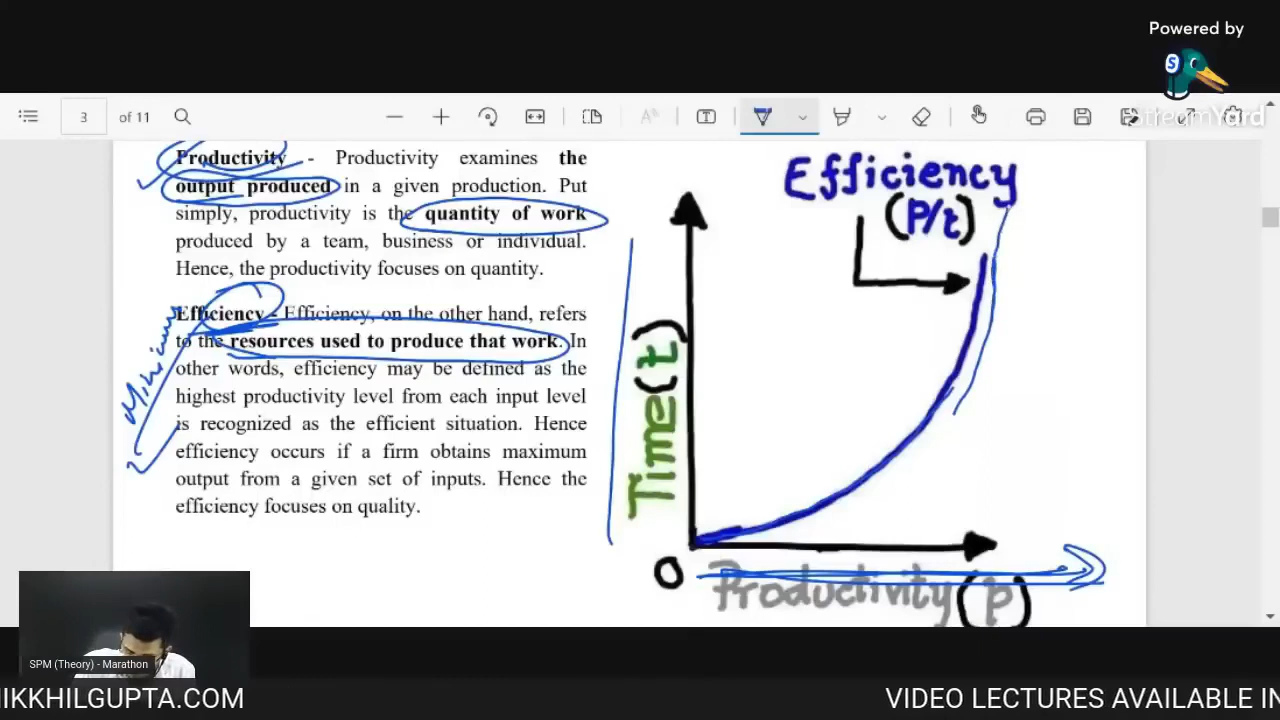 Powered by
S
StreamYard
3 of 11
Productivity - Productivity examines the
output produced in a given production. Put
simply, productivity is the quantity of work
produced by a team, business or individual.
Hence, the productivity focuses on quantity.
Efficiency - Efficiency, on the other hand, refers
to the resources used to produce that work. In
other words, efficiency may be defined as the
highest productivity level from each input level
is recognized as the efficient situation. Hence
efficiency occurs if a firm obtains maximum
output from a given set of inputs. Hence the
efficiency focuses on quality.
Efficiency
(P/t)
Time(t)
O
Productivity (p)
SPM (Theory) - Marathon
IKKHILGUPTA.COM
VIDEO LECTURES AVAILABLE IN